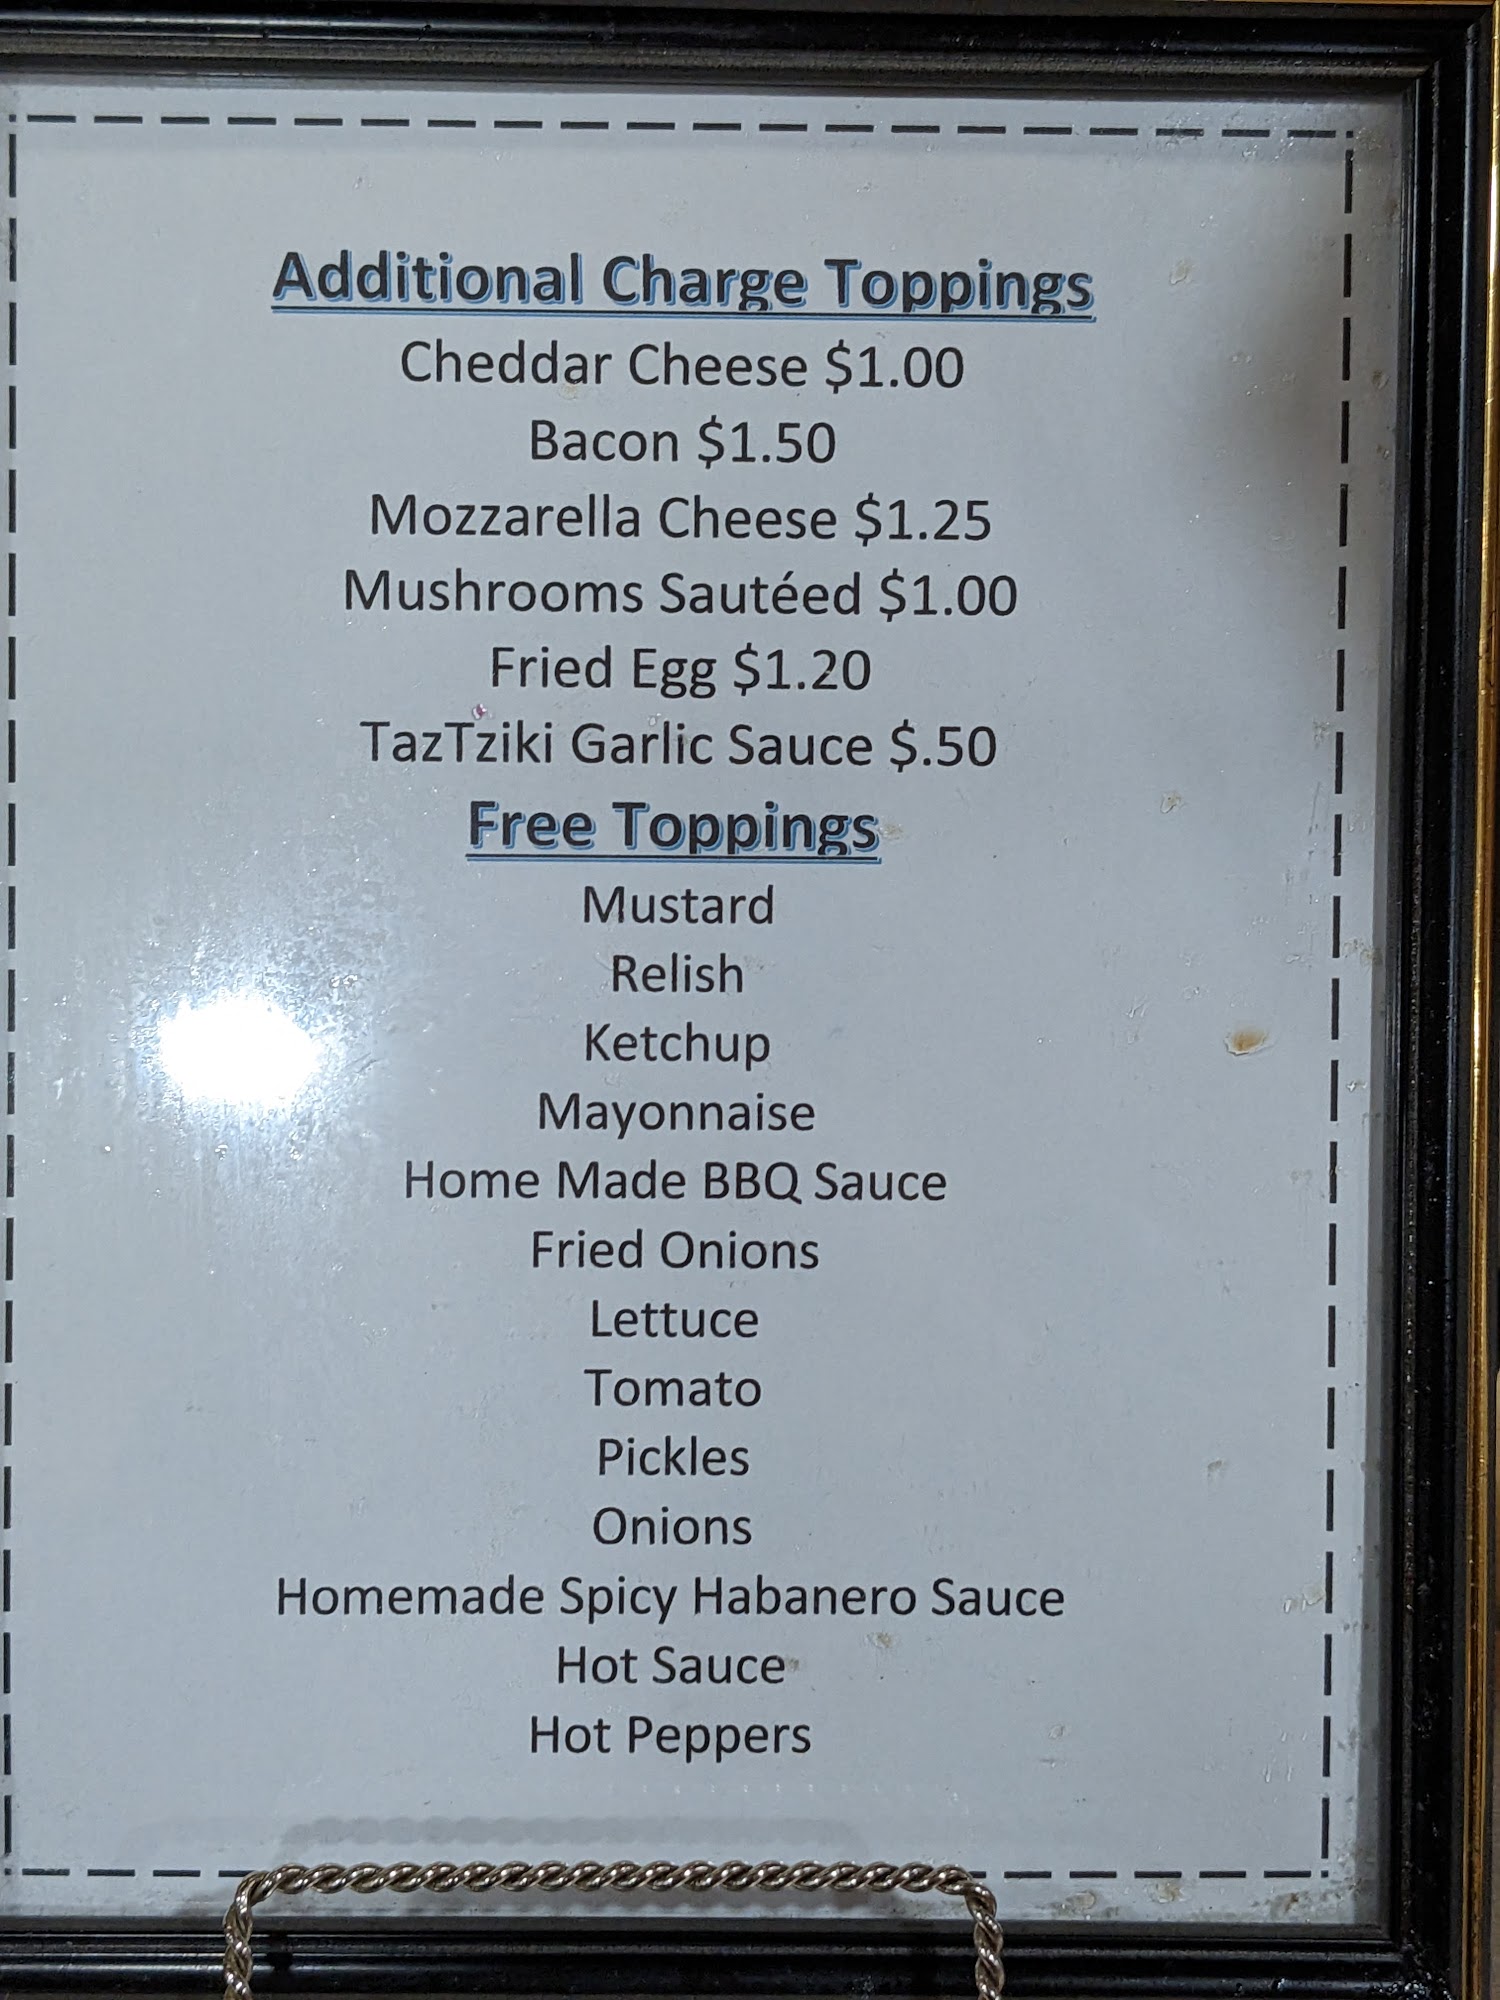 Additional Charge Toppings
Cheddar Cheese $1.00
Bacon $1.50
Mozzarella Cheese $1.25
Mushrooms Sautéed $1.00
Fried Egg $1.20
TazTziki Garlic Sauce $.50
Free Toppings
Mustard
Relish
Ketchup
Mayonnaise
Home Made BBQ Sauce
Fried Onions
Lettuce
Tomato
Pickles
Onions
Homemade Spicy Habanero Sauce
Hot Sauce
Hot Peppers